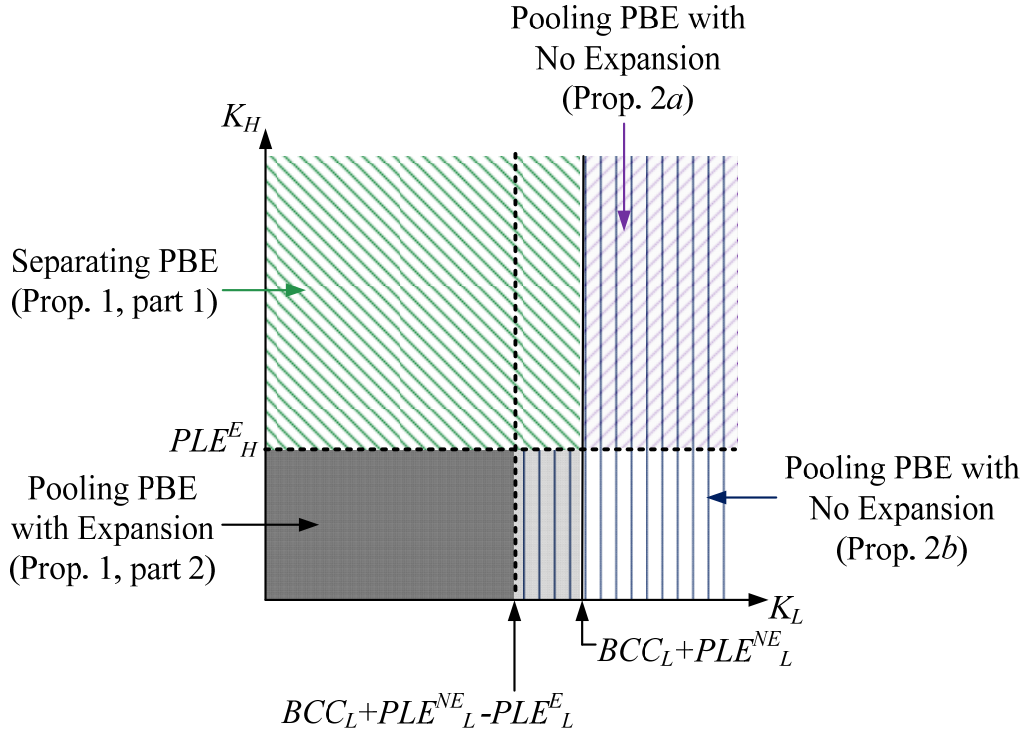 Pooling PBE with
No Expansion
(Prop. 2a)
K_H
Separating PBE
(Prop. 1, part 1)
PLE^E_H
Pooling PBE
with Expansion
(Prop. 1, part 2)
Pooling PBE with
No Expansion
(Prop. 2b)
K_L
BCC_L+PLE^NE_L
BCC_L+PLE^NE_L-PLE^E_L